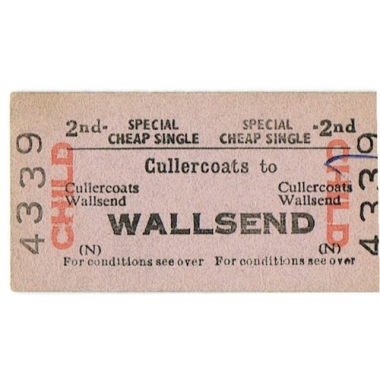 4339
CHILD
2nd- SPECIAL SPECIAL -2nd
CHEAP SINGLE CHEAP SINGLE
Cullercoats to
Cullercoats Cullercoats
Wallsend Wallsend
WALLSEND
(N) (N)
For conditions see over For conditions see over
CHILD
4339